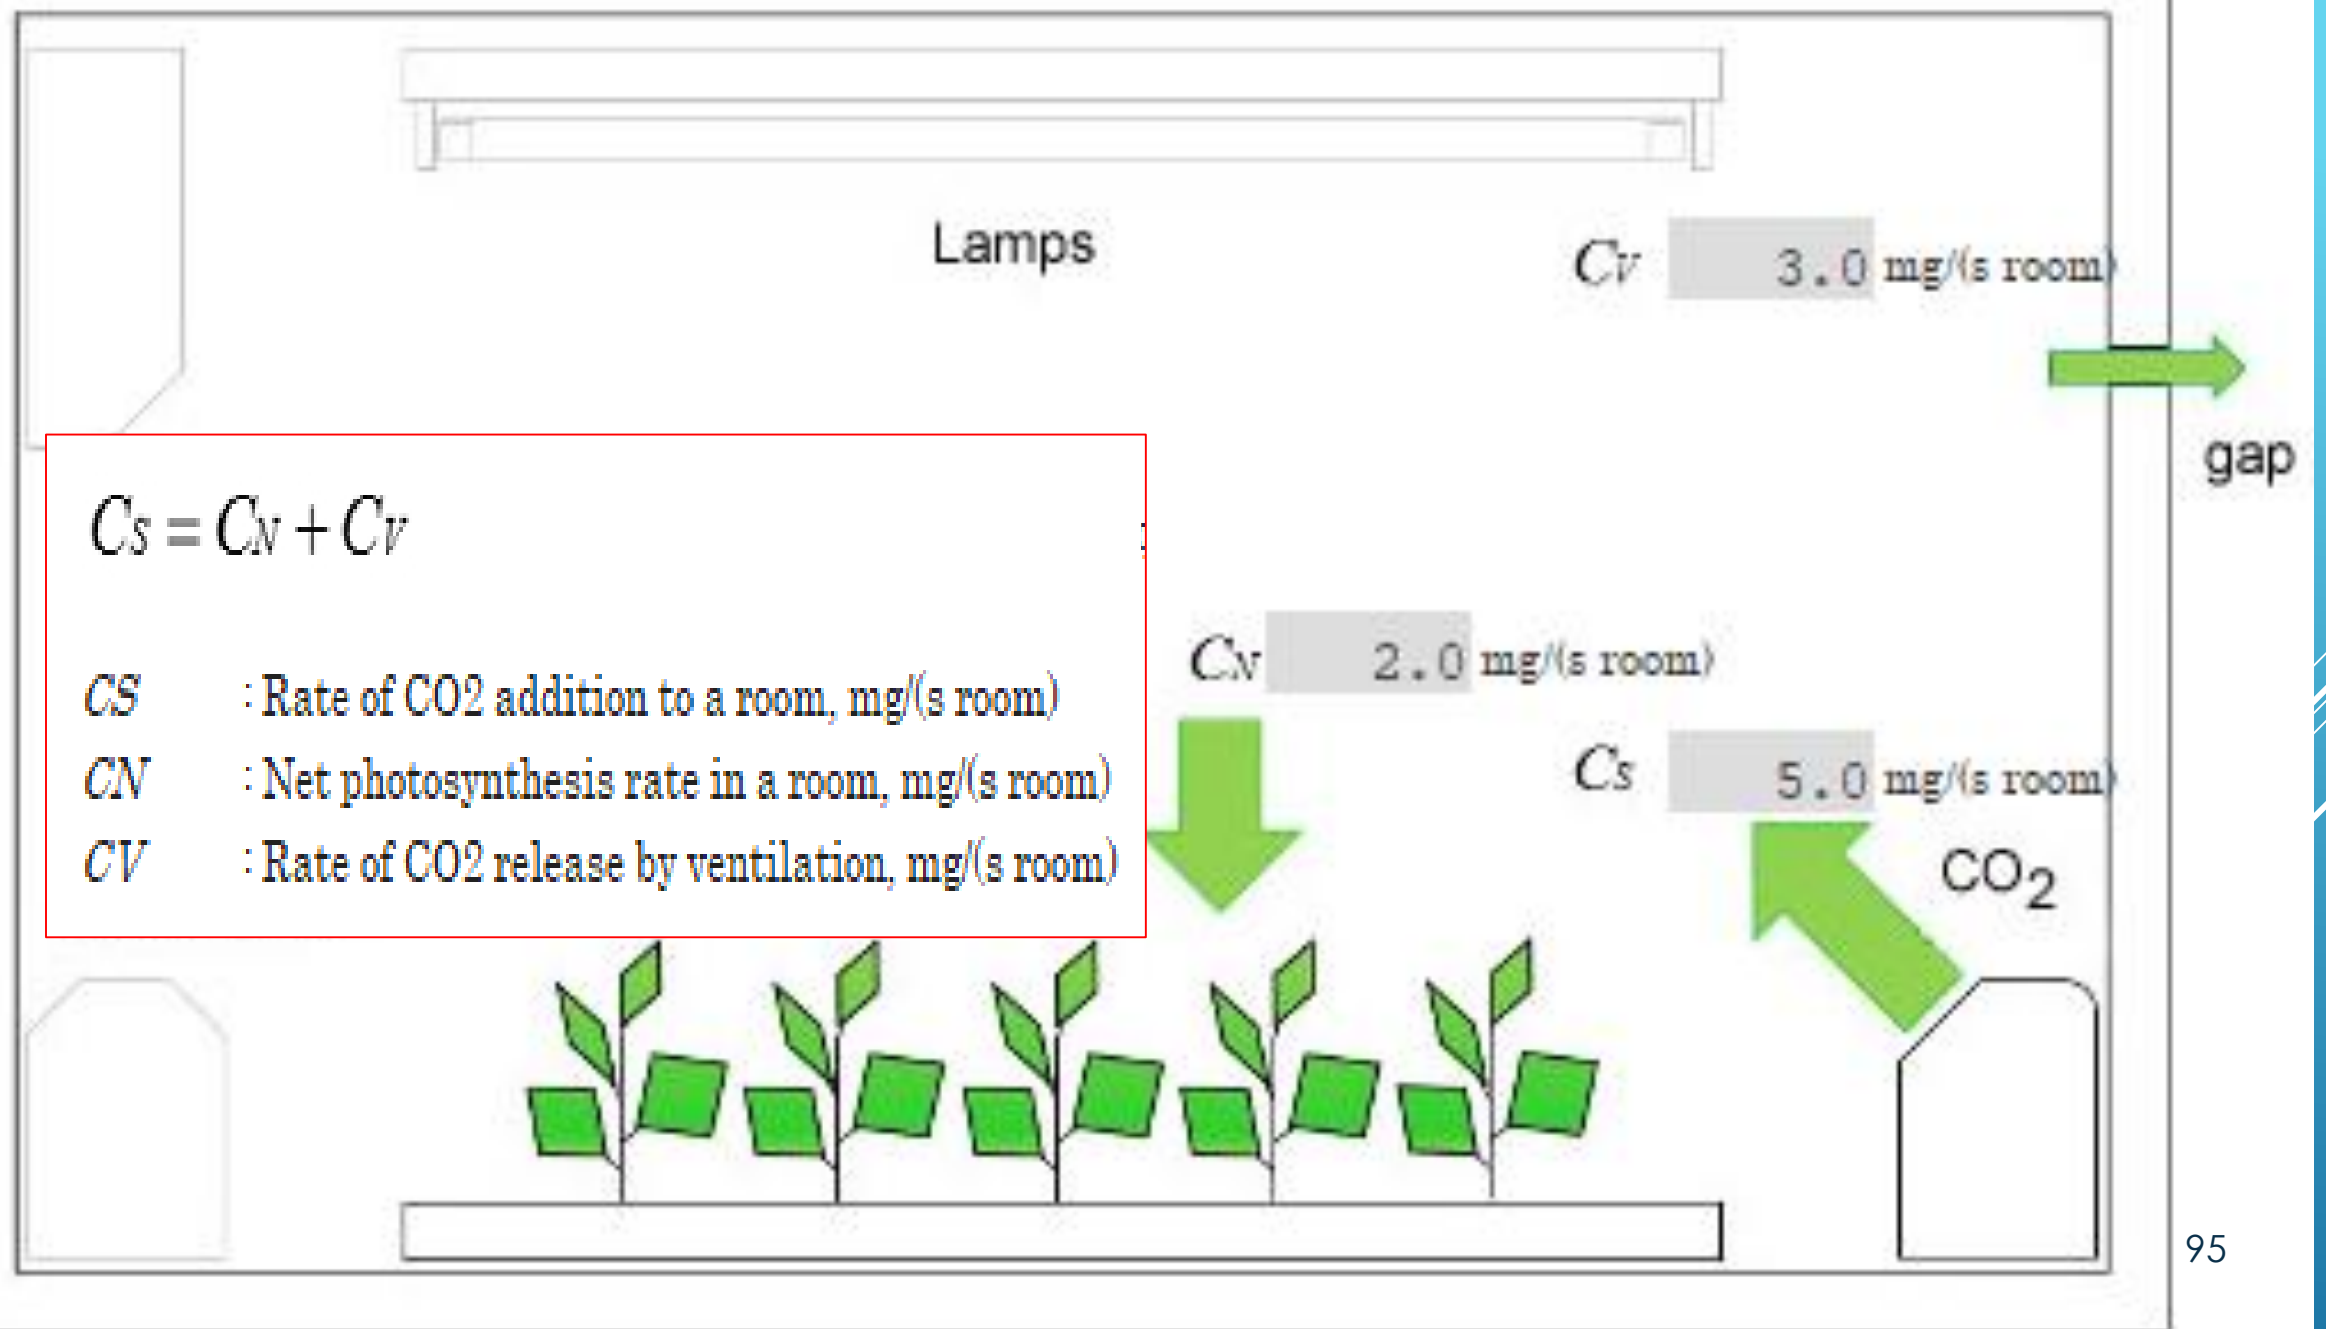 Lamps
Cv 3.0 mg/(s room)
gap
Cs = CN + Cv
CN 2.0 mg/(s room)
CS : Rate of CO2 addition to a room, mg/(s room)
CN : Net photosynthesis rate in a room, mg/(s room)
CV : Rate of CO2 release by ventilation, mg/(s room)
Cs 5.0 mg/(s room)
CO2
95